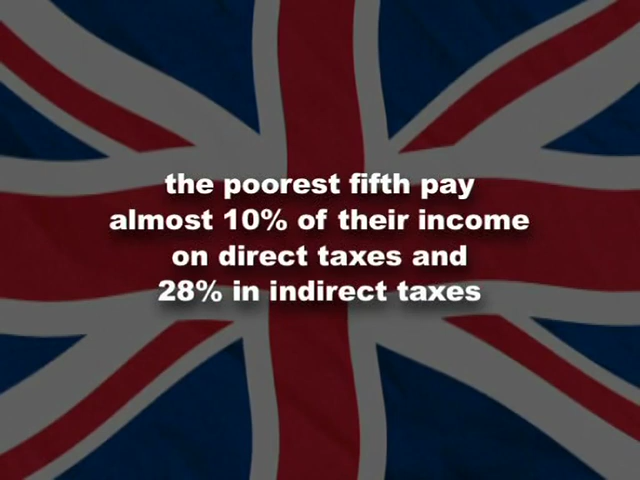 the poorest fifth pay
almost 10% of their income
on direct taxes and
28% in indirect taxes